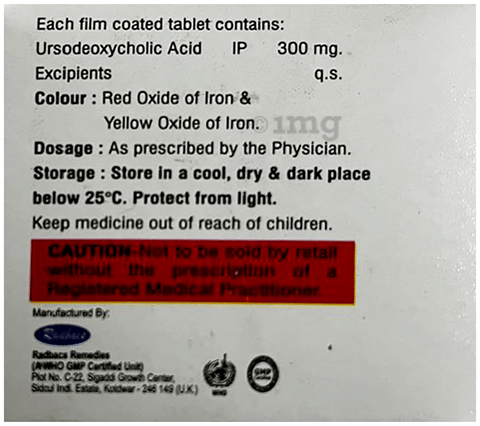 Each film coated tablet contains:
Ursodeoxycholic Acid IP 300 mg.
Excipients q.s.
Colour : Red Oxide of Iron &
Yellow Oxide of Iron.
1mg
Dosage : As prescribed by the Physician.
Storage : Store in a cool, dry & dark place
below 25°C. Protect from light.
Keep medicine out of reach of children.
CAUTION-Not to be sold by retail
without the prescription of a
Registered Medical Practitioner
Manufactured By:
Radbacs
Radbacs Remedies
(A WHO GMP Certified Unit)
Plot No. C-22, Sigaddi Growth Center,
Sidcul Indl. Estate, Kotdwar - 246 149 (U.K.)
WHO
GMP